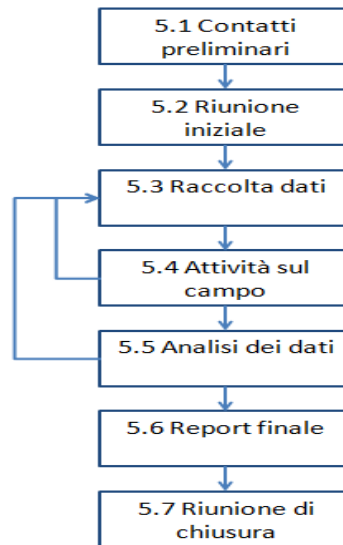 5.1 Contatti
preliminari
5.2 Riunione
iniziale
5.3 Raccolta dati
5.4 Attività sul
campo
5.5 Analisi dei dati
5.6 Report finale
5.7 Riunione di
chiusura